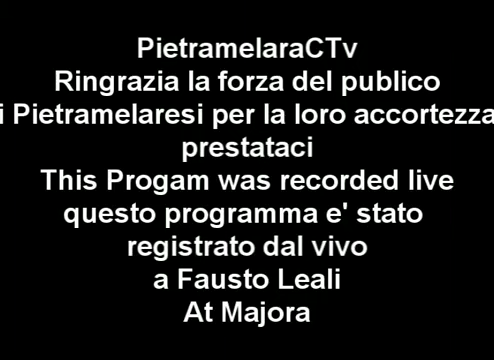 PietramelaraCTv
Ringrazia la forza del publico
i Pietramelaresi per la loro accortezza
prestataci
This Progam was recorded live
questo programma e' stato
registrato dal vivo
a Fausto Leali
At Majora